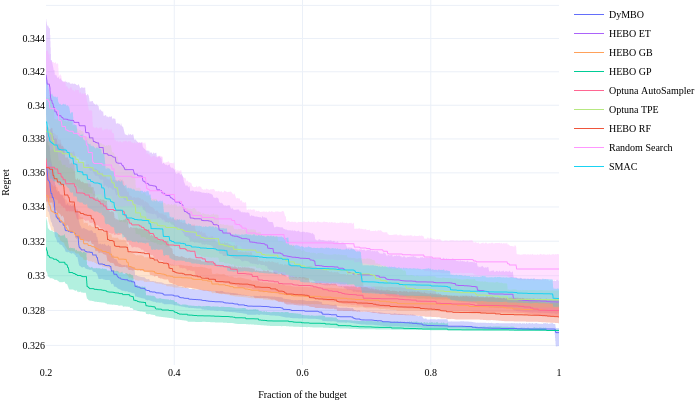 0.344
0.342
0.34
0.338
0.336
0.334
0.332
0.33
0.328
0.326
Regret
0.2
0.4
0.6
0.8
1
Fraction of the budget
DyMBO
HEBO ET
HEBO GB
HEBO GP
Optuna AutoSampler
Optuna TPE
HEBO RF
Random Search
SMAC